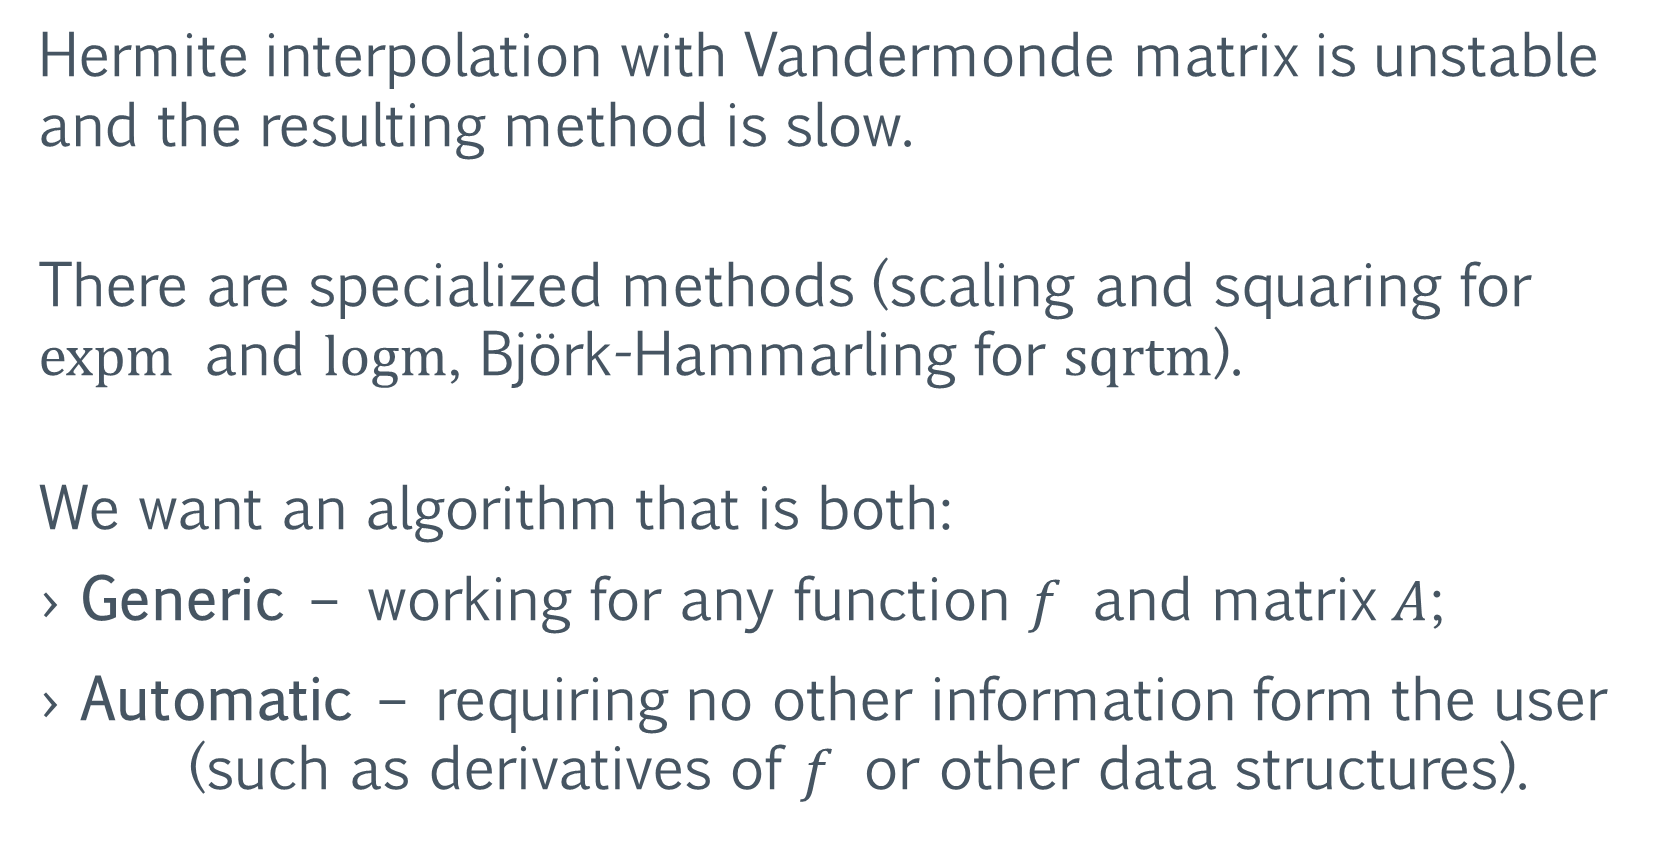 Hermite interpolation with Vandermonde matrix is unstable
and the resulting method is slow.
There are specialized methods (scaling and squaring for
expm and logm, Björk-Hammarling for sqrtm).
We want an algorithm that is both:
› Generic – working for any function f and matrix A;
› Automatic – requiring no other information form the user
(such as derivatives of f or other data structures).